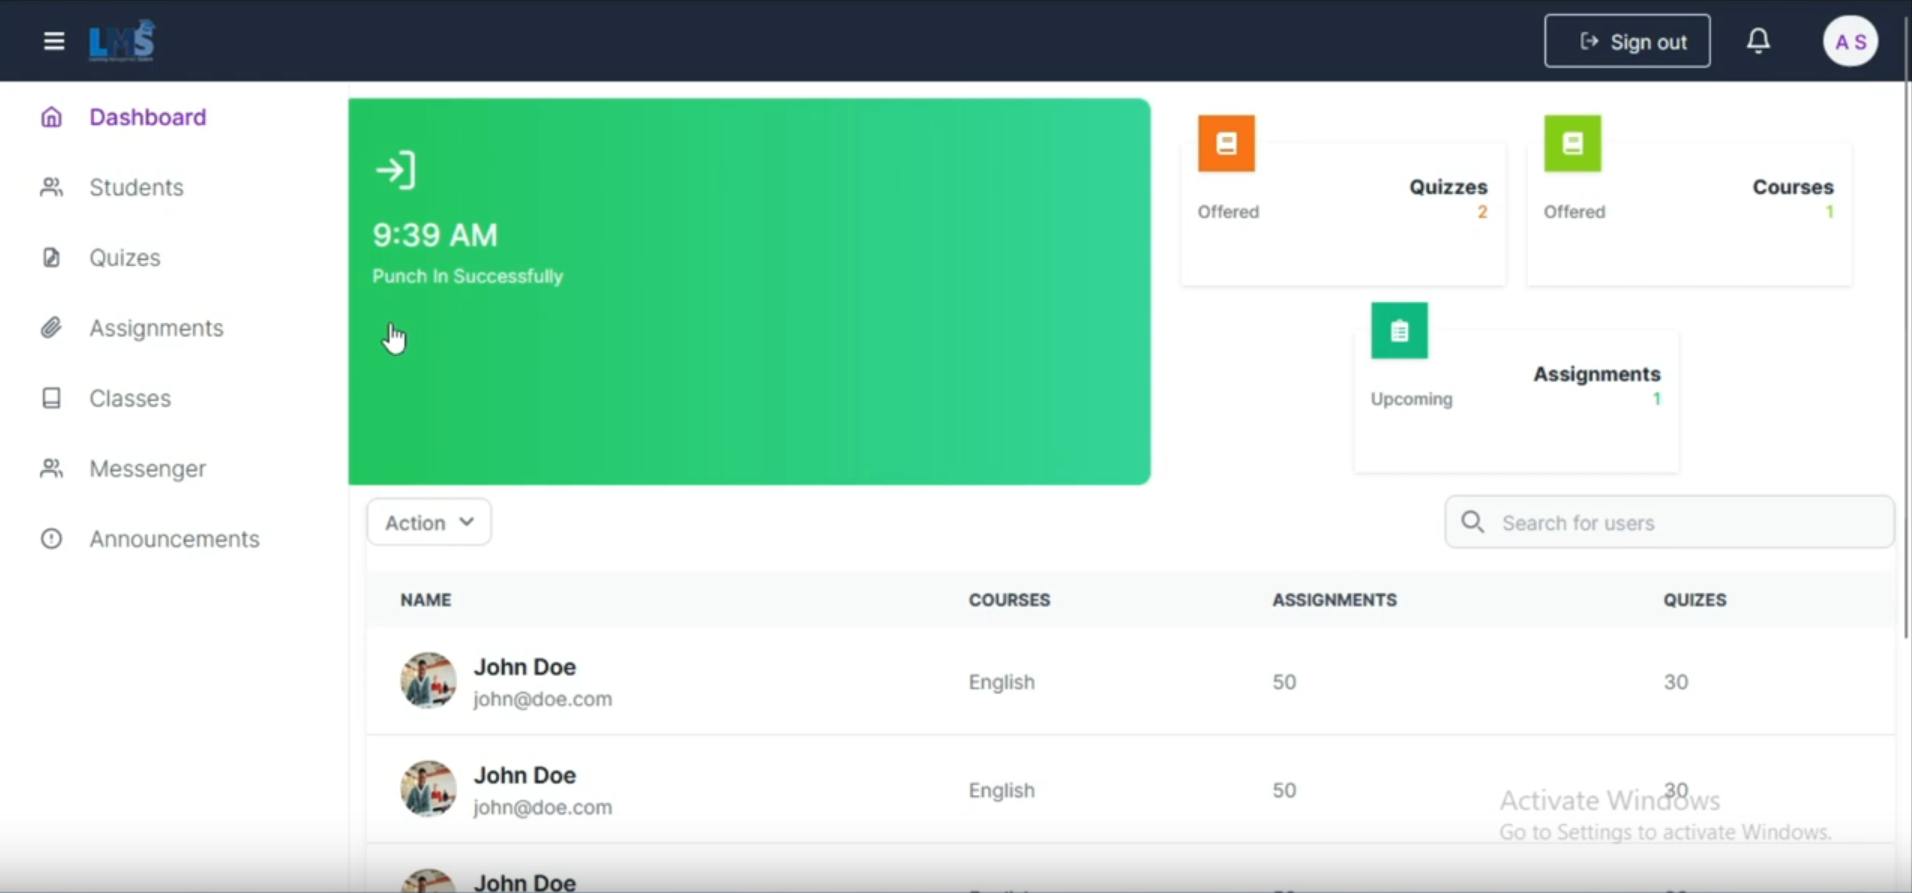 LMS
Sign out
A S
Dashboard
Students
Quizes
Assignments
Classes
Messenger
Announcements
9:39 AM
Punch In Successfully
Quizzes
Offered
2
Courses
Offered
1
Assignments
Upcoming
1
Action
Search for users
NAME COURSES ASSIGNMENTS QUIZES
John Doe
john@doe.com
English 50 30
John Doe
john@doe.com
English 50 30
John Doe
Activate Windows
Go to Settings to activate Windows.